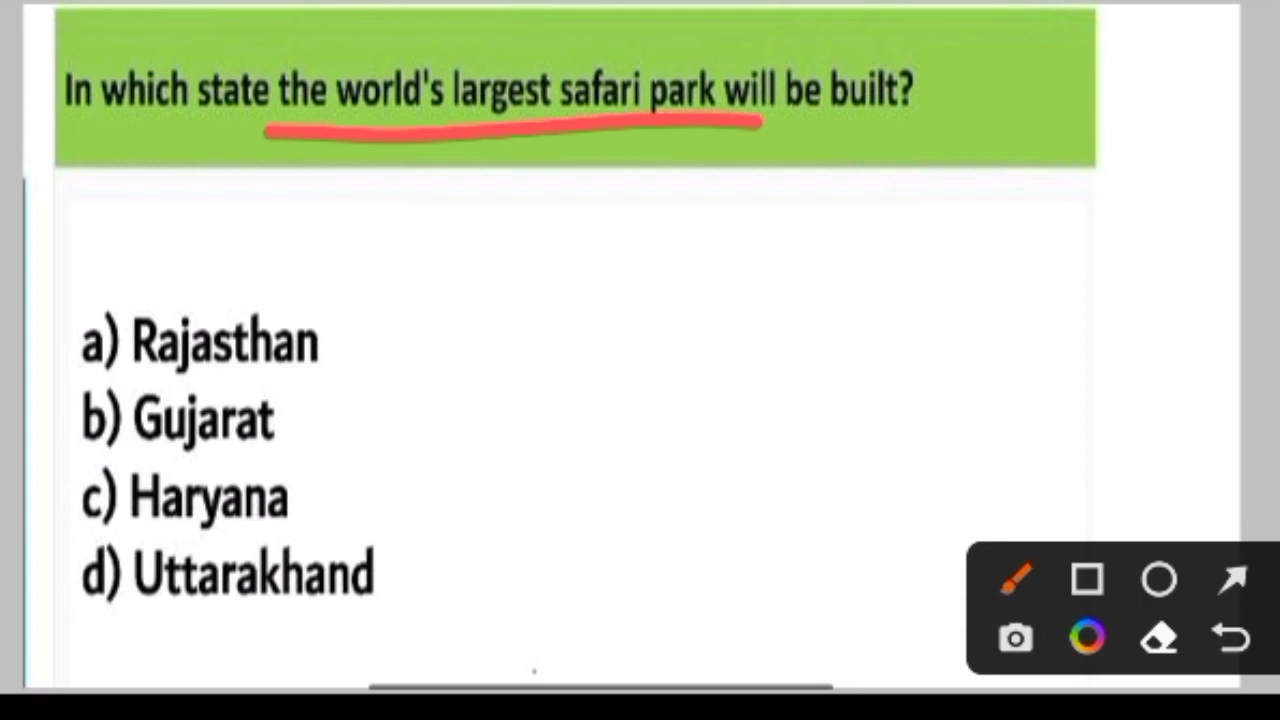 In which state the world's largest safari park will be built?
a) Rajasthan
b) Gujarat
c) Haryana
d) Uttarakhand